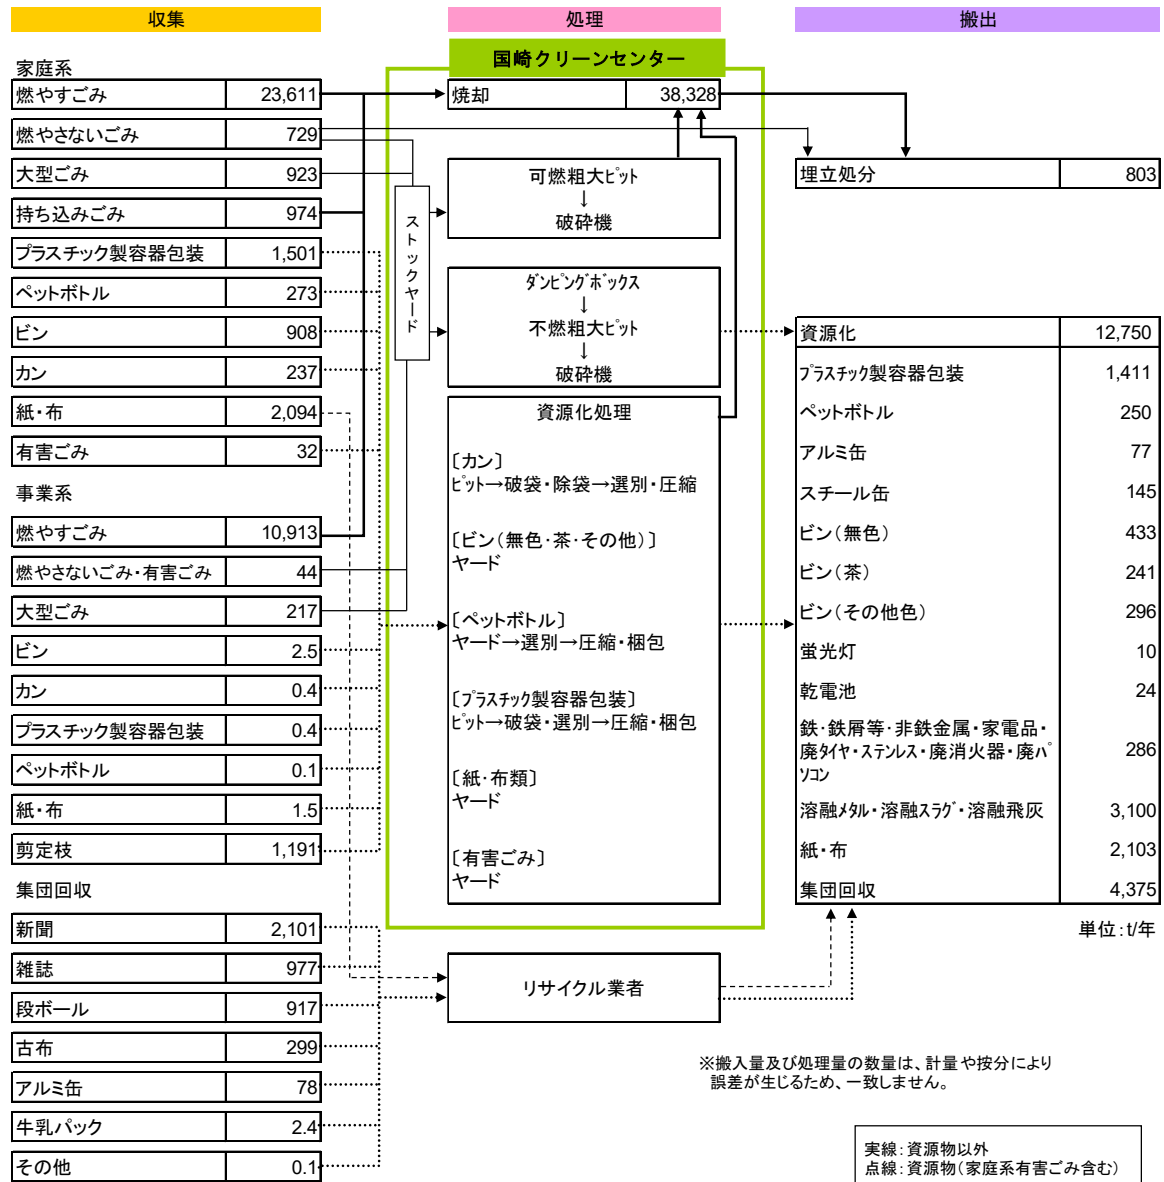 収集
処理
搬出
国崎クリーンセンター
家庭系
燃やすごみ 23,611
燃やさないごみ 729
大型ごみ 923
持ち込みごみ 974
プラスチック製容器包装 1,501
ペットボトル 273
ビン 908
カン 237
紙・布 2,094
有害ごみ 32
事業系
燃やすごみ 10,913
燃やさないごみ・有害ごみ 44
大型ごみ 217
ビン 2.5
カン 0.4
プラスチック製容器包装 0.4
ペットボトル 0.1
紙・布 1.5
剪定枝 1,191
集団回収
新聞 2,101
雑誌 977
段ボール 917
古布 299
アルミ缶 78
牛乳パック 2.4
その他 0.1
ストックヤード
焼却 38,328
可燃粗大ピット
↓
破砕機
ダンピングボックス
↓
不燃粗大ピット
↓
破砕機
資源化処理
〔カン〕
ピット→破袋・除袋→選別・圧縮
〔ビン(無色・茶・その他)〕
ヤード
〔ペットボトル〕
ヤード→選別→圧縮・梱包
〔プラスチック製容器包装〕
ピット→破袋・選別→圧縮・梱包
〔紙・布類〕
ヤード
〔有害ごみ〕
ヤード
リサイクル業者
埋立処分 803
資源化 12,750
プラスチック製容器包装 1,411
ペットボトル 250
アルミ缶 77
スチール缶 145
ビン(無色) 433
ビン(茶) 241
ビン(その他色) 296
蛍光灯 10
乾電池 24
鉄・鉄屑等・非鉄金属・家電品・
廃タイヤ・ステンレス・廃消火器・廃パ
ソコン 286
溶融メタル・溶融スラグ・溶融飛灰 3,100
紙・布 2,103
集団回収 4,375
単位:t/年
※搬入量及び処理量の数量は、計量や按分により
誤差が生じるため、一致しません。
実線:資源物以外
点線:資源物(家庭系有害ごみ含む)